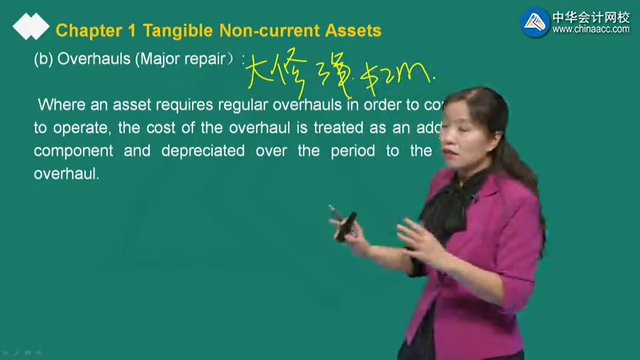 中华会计网校
www.chinaacc.com
Chapter 1 Tangible Non-current Assets
(b) Overhauls (Major repair）:
大修 $2m.
Where an asset requires regular overhauls in order to co
to operate, the cost of the overhaul is treated as an add
component and depreciated over the period to the
overhaul.